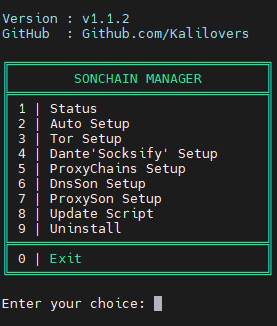 Version : v1.1.2
GitHub  : Github.com/Kalilovers
SONCHAIN MANAGER
1 | Status
2 | Auto Setup
3 | Tor Setup
4 | Dante'Socksify' Setup
5 | ProxyChains Setup
6 | DnsSon Setup
7 | ProxySon Setup
8 | Update Script
9 | Uninstall
0 | Exit
Enter your choice: